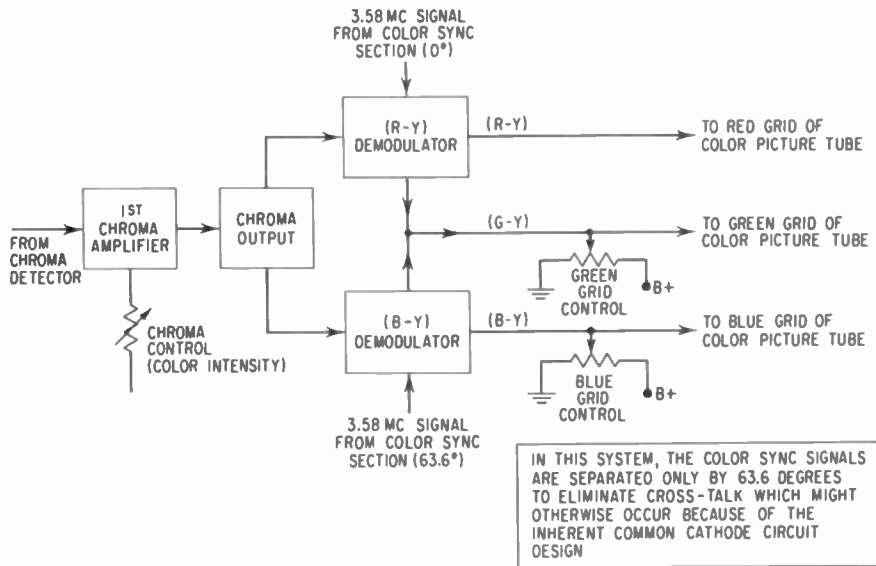 3.58 MC SIGNAL
FROM COLOR SYNC
SECTION (0°)
(R-Y)
DEMODULATOR
(R-Y)
TO RED GRID OF
COLOR PICTURE TUBE
1ST
CHROMA
AMPLIFIER
CHROMA
OUTPUT
FROM
CHROMA
DETECTOR
(G-Y)
TO GREEN GRID OF
COLOR PICTURE TUBE
GREEN
GRID
CONTROL
B+
CHROMA
CONTROL
(COLOR INTENSITY)
(B-Y)
DEMODULATOR
(B-Y)
TO BLUE GRID OF
COLOR PICTURE TUBE
BLUE
GRID
CONTROL
B+
3.58 MC SIGNAL
FROM COLOR SYNC
SECTION (63.6°)
IN THIS SYSTEM, THE COLOR SYNC SIGNALS
ARE SEPARATED ONLY BY 63.6 DEGREES
TO ELIMINATE CROSS-TALK WHICH MIGHT
OTHERWISE OCCUR BECAUSE OF THE
INHERENT COMMON CATHODE CIRCUIT
DESIGN